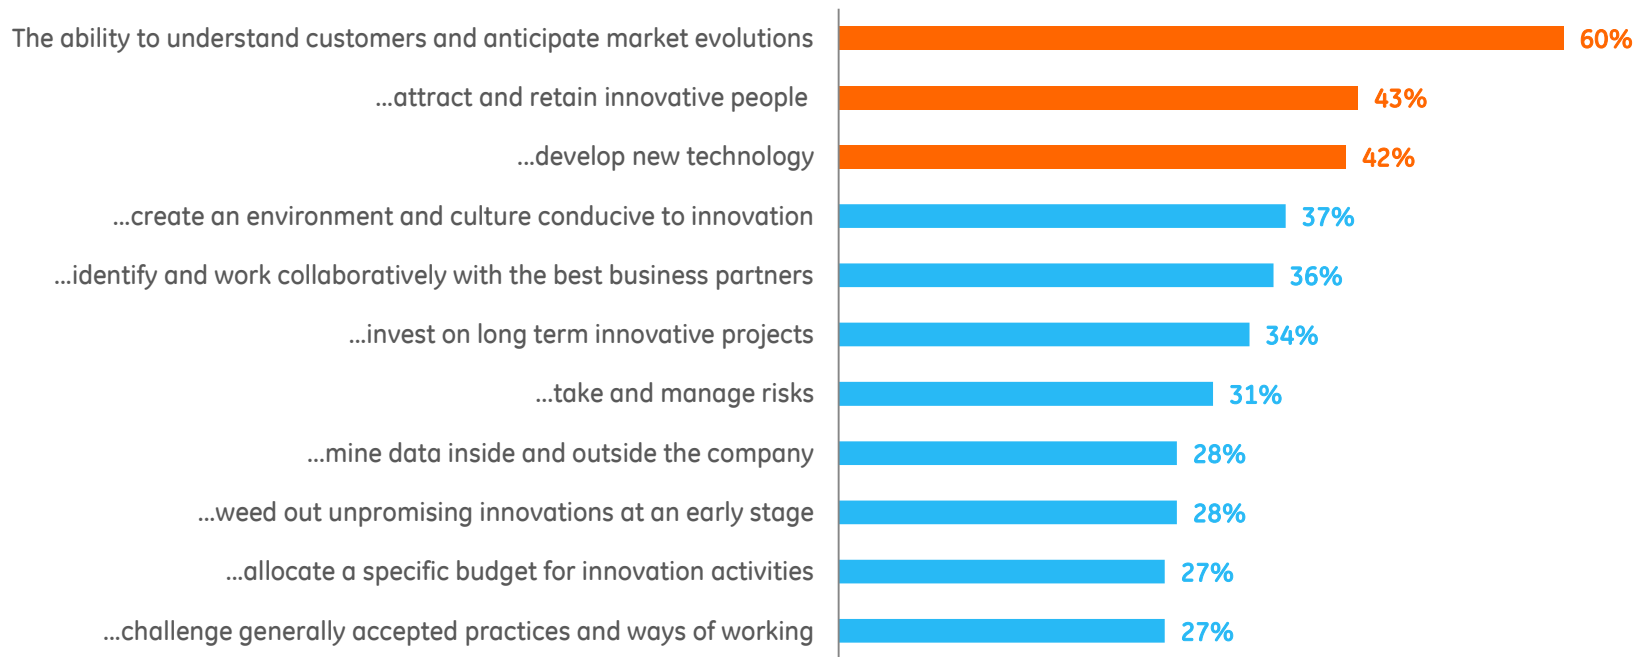 The ability to understand customers and anticipate market evolutions 60%
...attract and retain innovative people 43%
...develop new technology 42%
...create an environment and culture conducive to innovation 37%
...identify and work collaboratively with the best business partners 36%
...invest on long term innovative projects 34%
...take and manage risks 31%
...mine data inside and outside the company 28%
...weed out unpromising innovations at an early stage 28%
...allocate a specific budget for innovation activities 27%
...challenge generally accepted practices and ways of working 27%